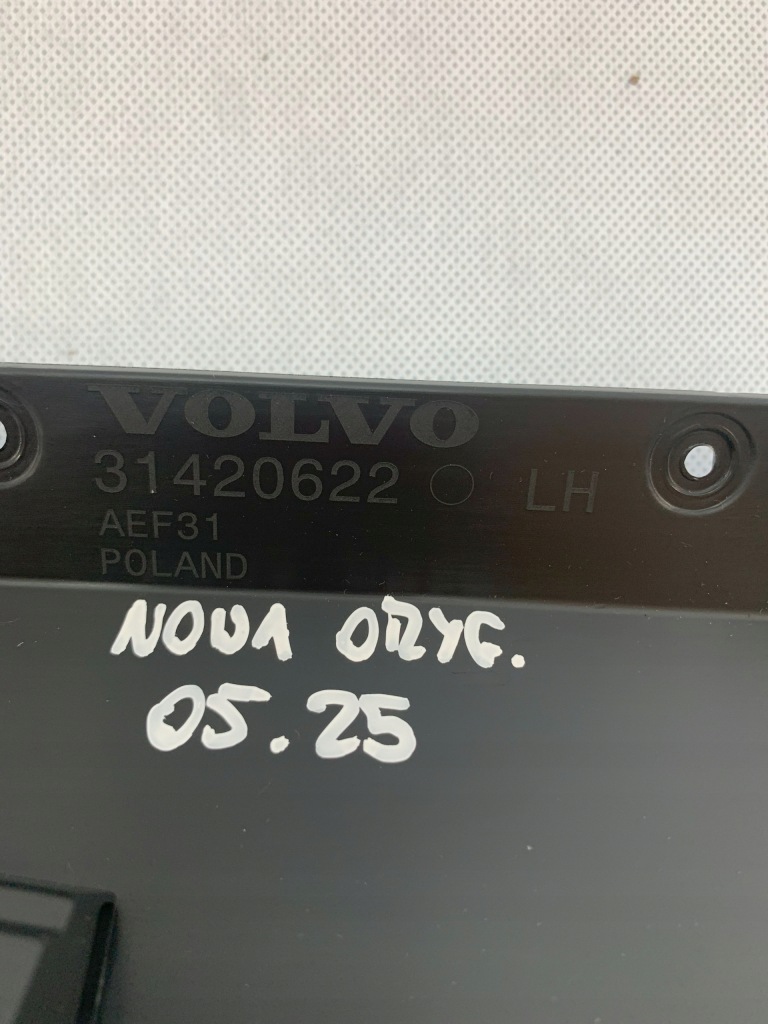 VOLVO
31420622 LH
AEF31
POLAND
NOWA ORYG.
05.25